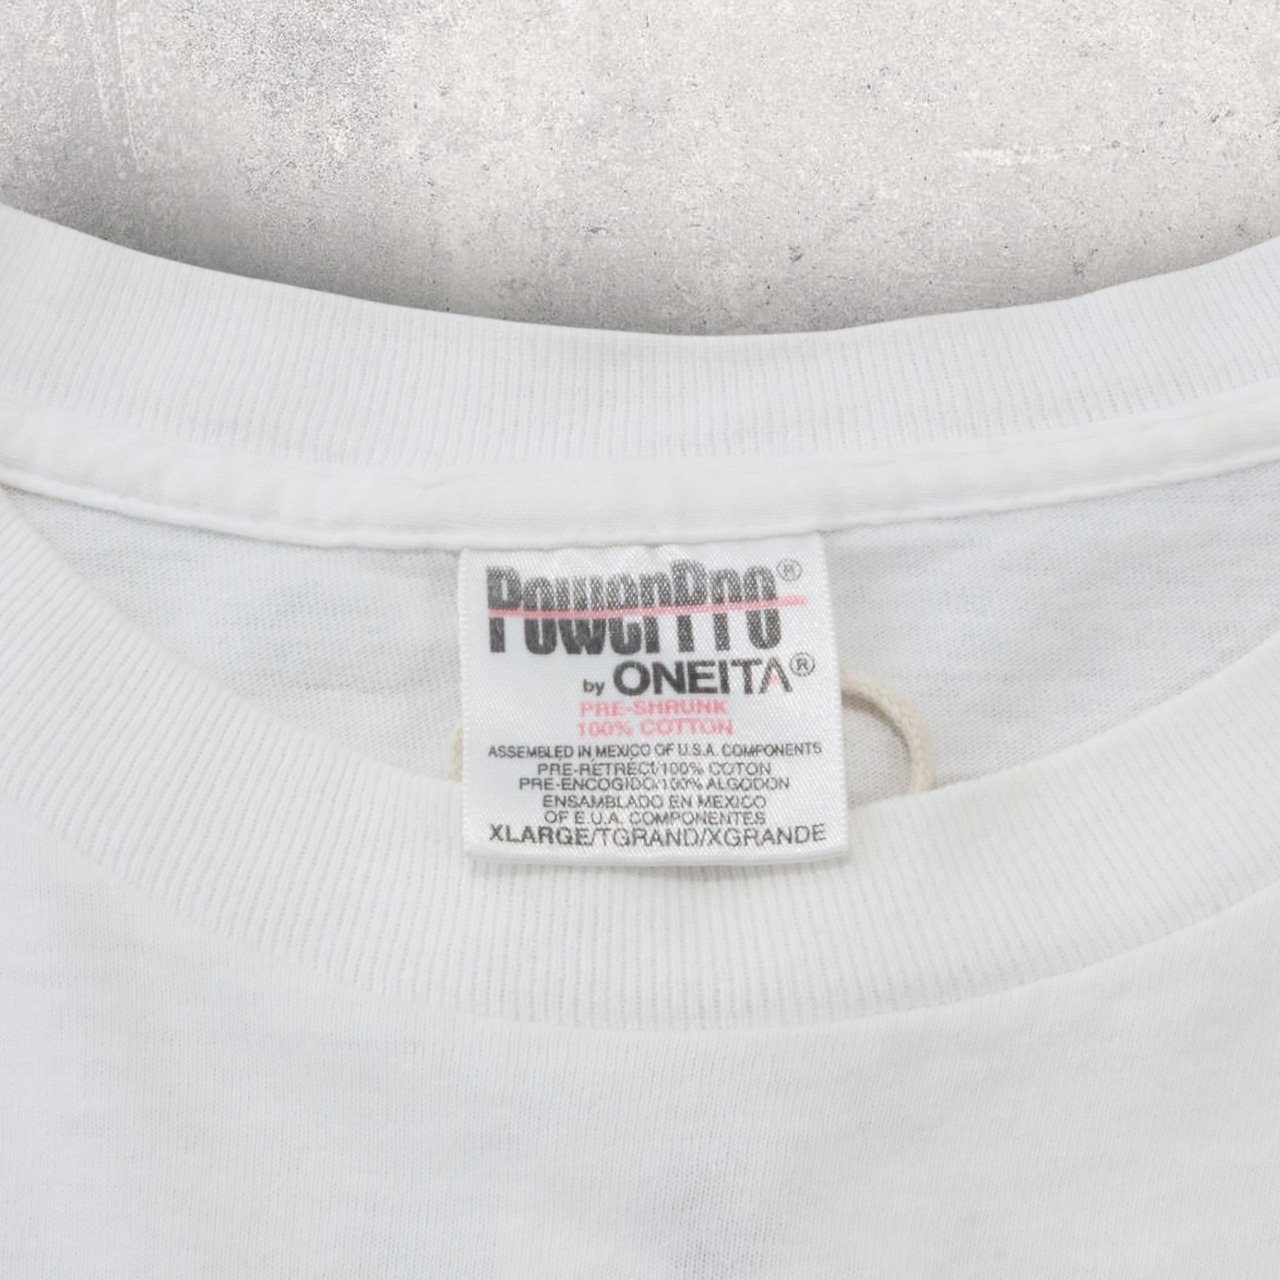 PowerPro®
by ONEITA®
PRE-SHRUNK
100% COTTON
ASSEMBLED IN MEXICO OF U.S.A. COMPONENTS
PRE-RETRECI/100% COTON
PRE-ENCOGIDO/100% ALGODON
ENSAMBLADO EN MEXICO
OF E.U.A. COMPONENTES
XLARGE/TGRAND/XGRANDE